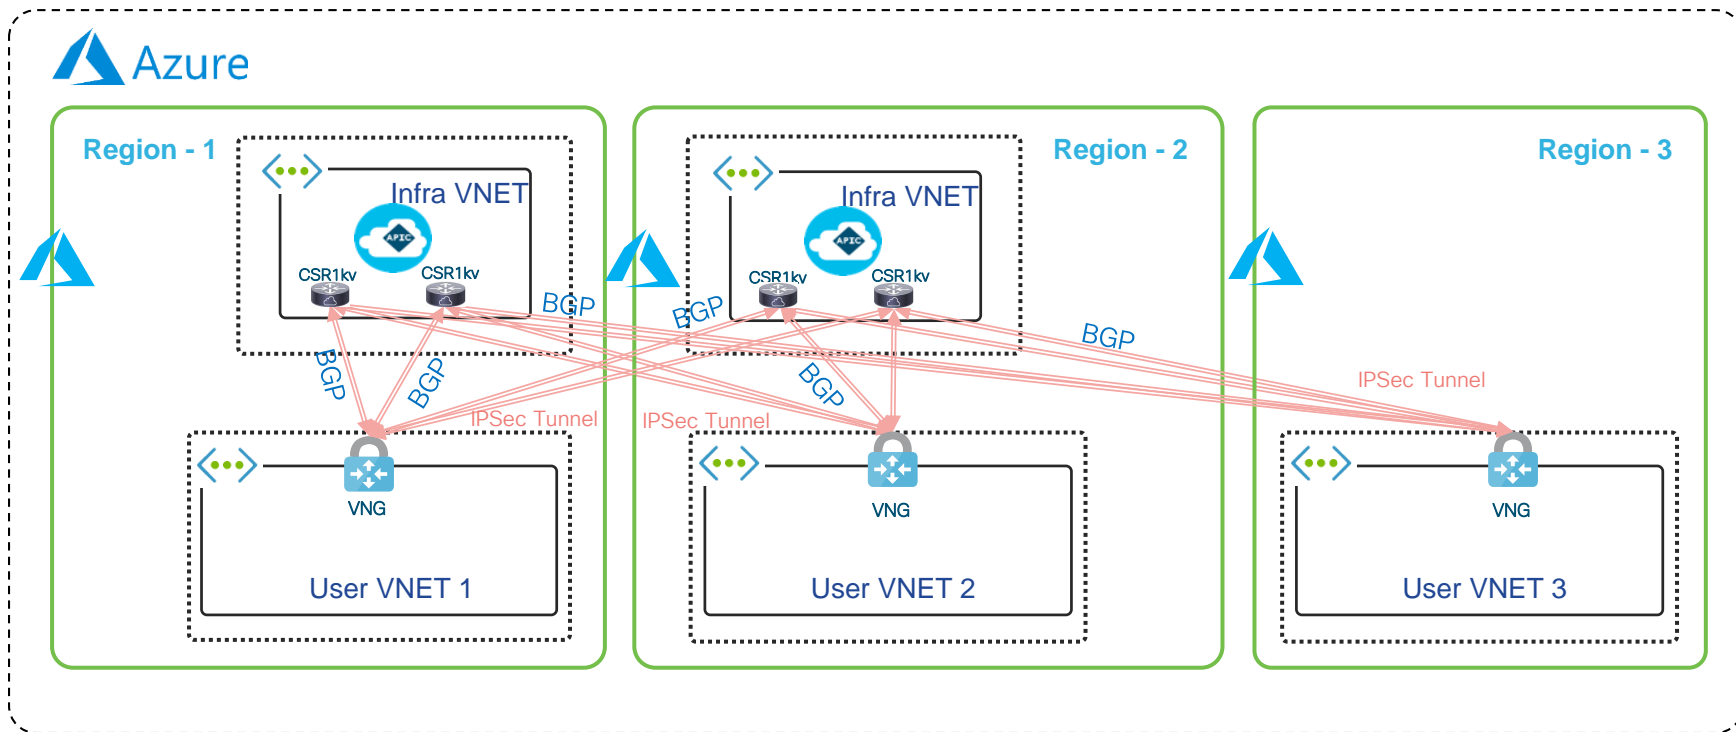 Azure
Region - 1
Region - 2
Region - 3
Infra VNET
Infra VNET
APIC
APIC
CSR1kv
CSR1kv
CSR1kv
CSR1kv
BGP
BGP
BGP
BGP
BGP
BGP
IPSec Tunnel
IPSec Tunnel
IPSec Tunnel
VNG
VNG
VNG
User VNET 1
User VNET 2
User VNET 3